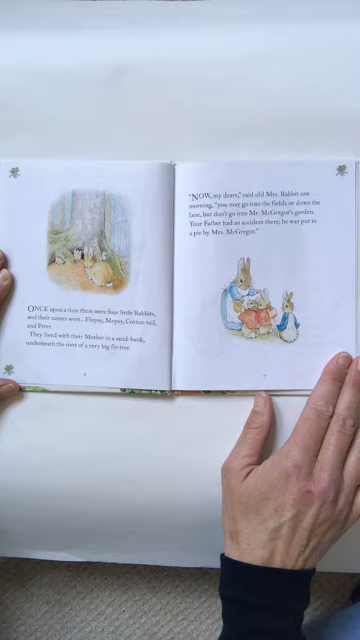 ONCE upon a time there were four little Rabbits,
and their names were – Flopsy, Mopsy, Cotton-tail,
and Peter.
They lived with their Mother in a sand-bank,
underneath the root of a very big fir-tree
"NOW, my dears," said old Mrs. Rabbit one
morning, "you may go into the fields or down the
lane, but don't go into Mr. McGregor's garden.
Your Father had an accident there; he was put in
a pie by Mrs. McGregor."